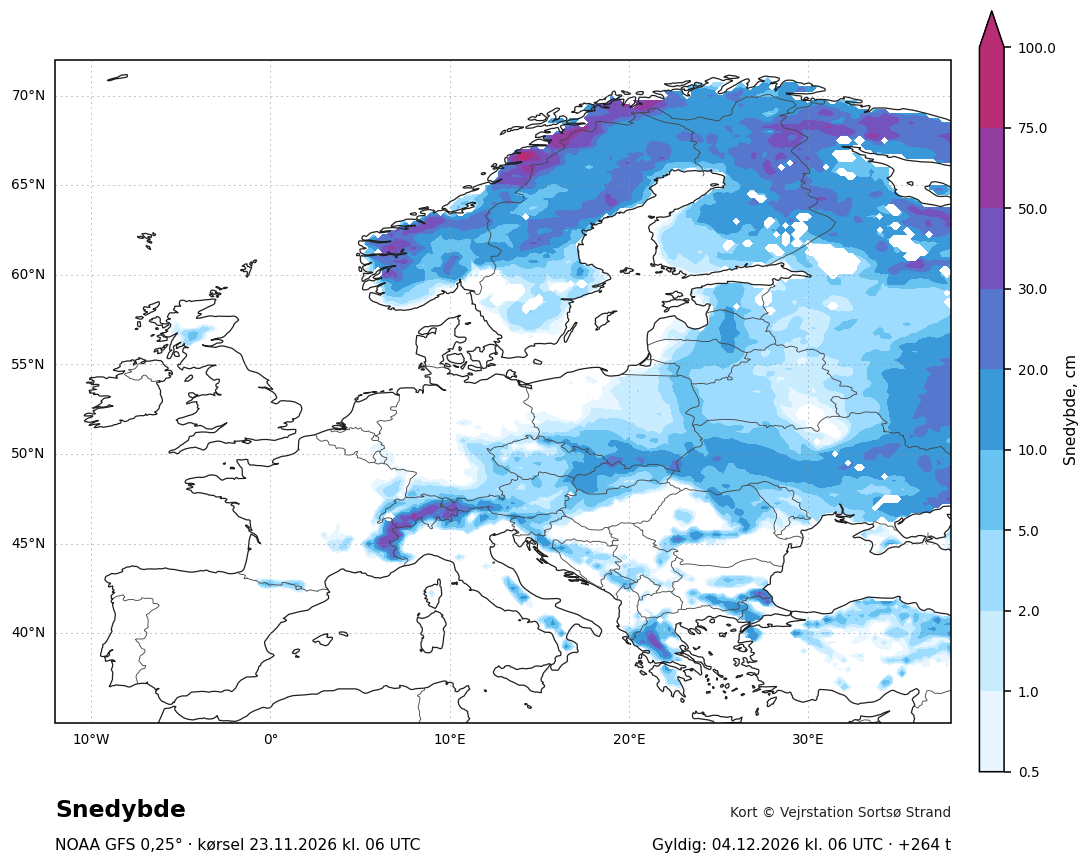 70°N
65°N
60°N
55°N
50°N
45°N
40°N
10°W
0°
10°E
20°E
30°E
100.0
75.0
50.0
30.0
20.0
10.0
5.0
2.0
1.0
0.5
Snedybde, cm
Snedybde
Kort © Vejrstation Sortsø Strand
NOAA GFS 0,25° · kørsel 23.11.2026 kl. 06 UTC
Gyldig: 04.12.2026 kl. 06 UTC · +264 t